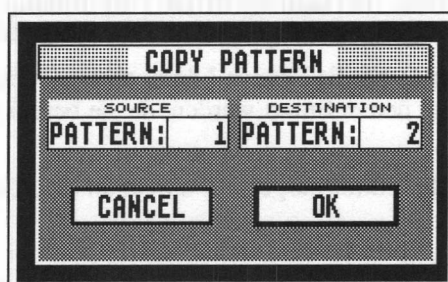 COPY PATTERN
SOURCE DESTINATION
PATTERN: 1 PATTERN: 2
CANCEL OK